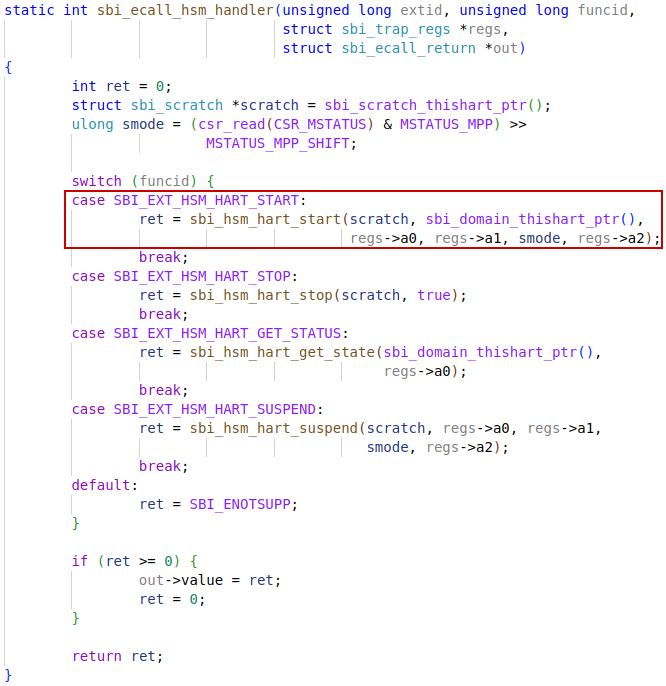 static int sbi_ecall_hsm_handler(unsigned long extid, unsigned long funcid,
                                 struct sbi_trap_regs *regs,
                                 struct sbi_ecall_return *out)
{
        int ret = 0;
        struct sbi_scratch *scratch = sbi_scratch_thishart_ptr();
        ulong smode = (csr_read(CSR_MSTATUS) & MSTATUS_MPP) >>
                        MSTATUS_MPP_SHIFT;

        switch (funcid) {
        case SBI_EXT_HSM_HART_START:
                ret = sbi_hsm_hart_start(scratch, sbi_domain_thishart_ptr(),
                                         regs->a0, regs->a1, smode, regs->a2);
                break;
        case SBI_EXT_HSM_HART_STOP:
                ret = sbi_hsm_hart_stop(scratch, true);
                break;
        case SBI_EXT_HSM_HART_GET_STATUS:
                ret = sbi_hsm_hart_get_state(sbi_domain_thishart_ptr(),
                                             regs->a0);
                break;
        case SBI_EXT_HSM_HART_SUSPEND:
                ret = sbi_hsm_hart_suspend(scratch, regs->a0, regs->a1,
                                           smode, regs->a2);
                break;
        default:
                ret = SBI_ENOTSUPP;
        }

        if (ret >= 0) {
                out->value = ret;
                ret = 0;
        }

        return ret;
}